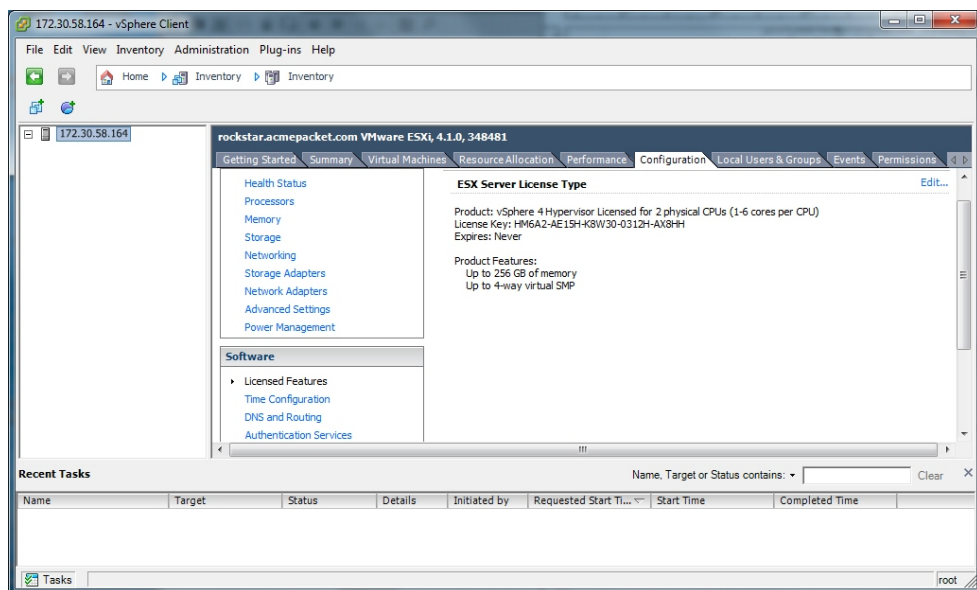 172.30.58.164 - vSphere Client
File Edit View Inventory Administration Plug-ins Help
Home Inventory Inventory
172.30.58.164
rockstar.acmepacket.com VMware ESXi, 4.1.0, 348481
Getting Started Summary Virtual Machines Resource Allocation Performance Configuration Local Users & Groups Events Permissions
Health Status
Processors
Memory
Storage
Networking
Storage Adapters
Network Adapters
Advanced Settings
Power Management
Software
Licensed Features
Time Configuration
DNS and Routing
Authentication Services
ESX Server License Type Edit...
Product: vSphere 4 Hypervisor Licensed for 2 physical CPUs (1-6 cores per CPU)
License Key: HM6A2-AE15H-K8W30-0312H-AX8HH
Expires: Never
Product Features:
Up to 256 GB of memory
Up to 4-way virtual SMP
Recent Tasks Name, Target or Status contains: Clear
Name Target Status Details Initiated by Requested Start Ti... Start Time Completed Time
Tasks root